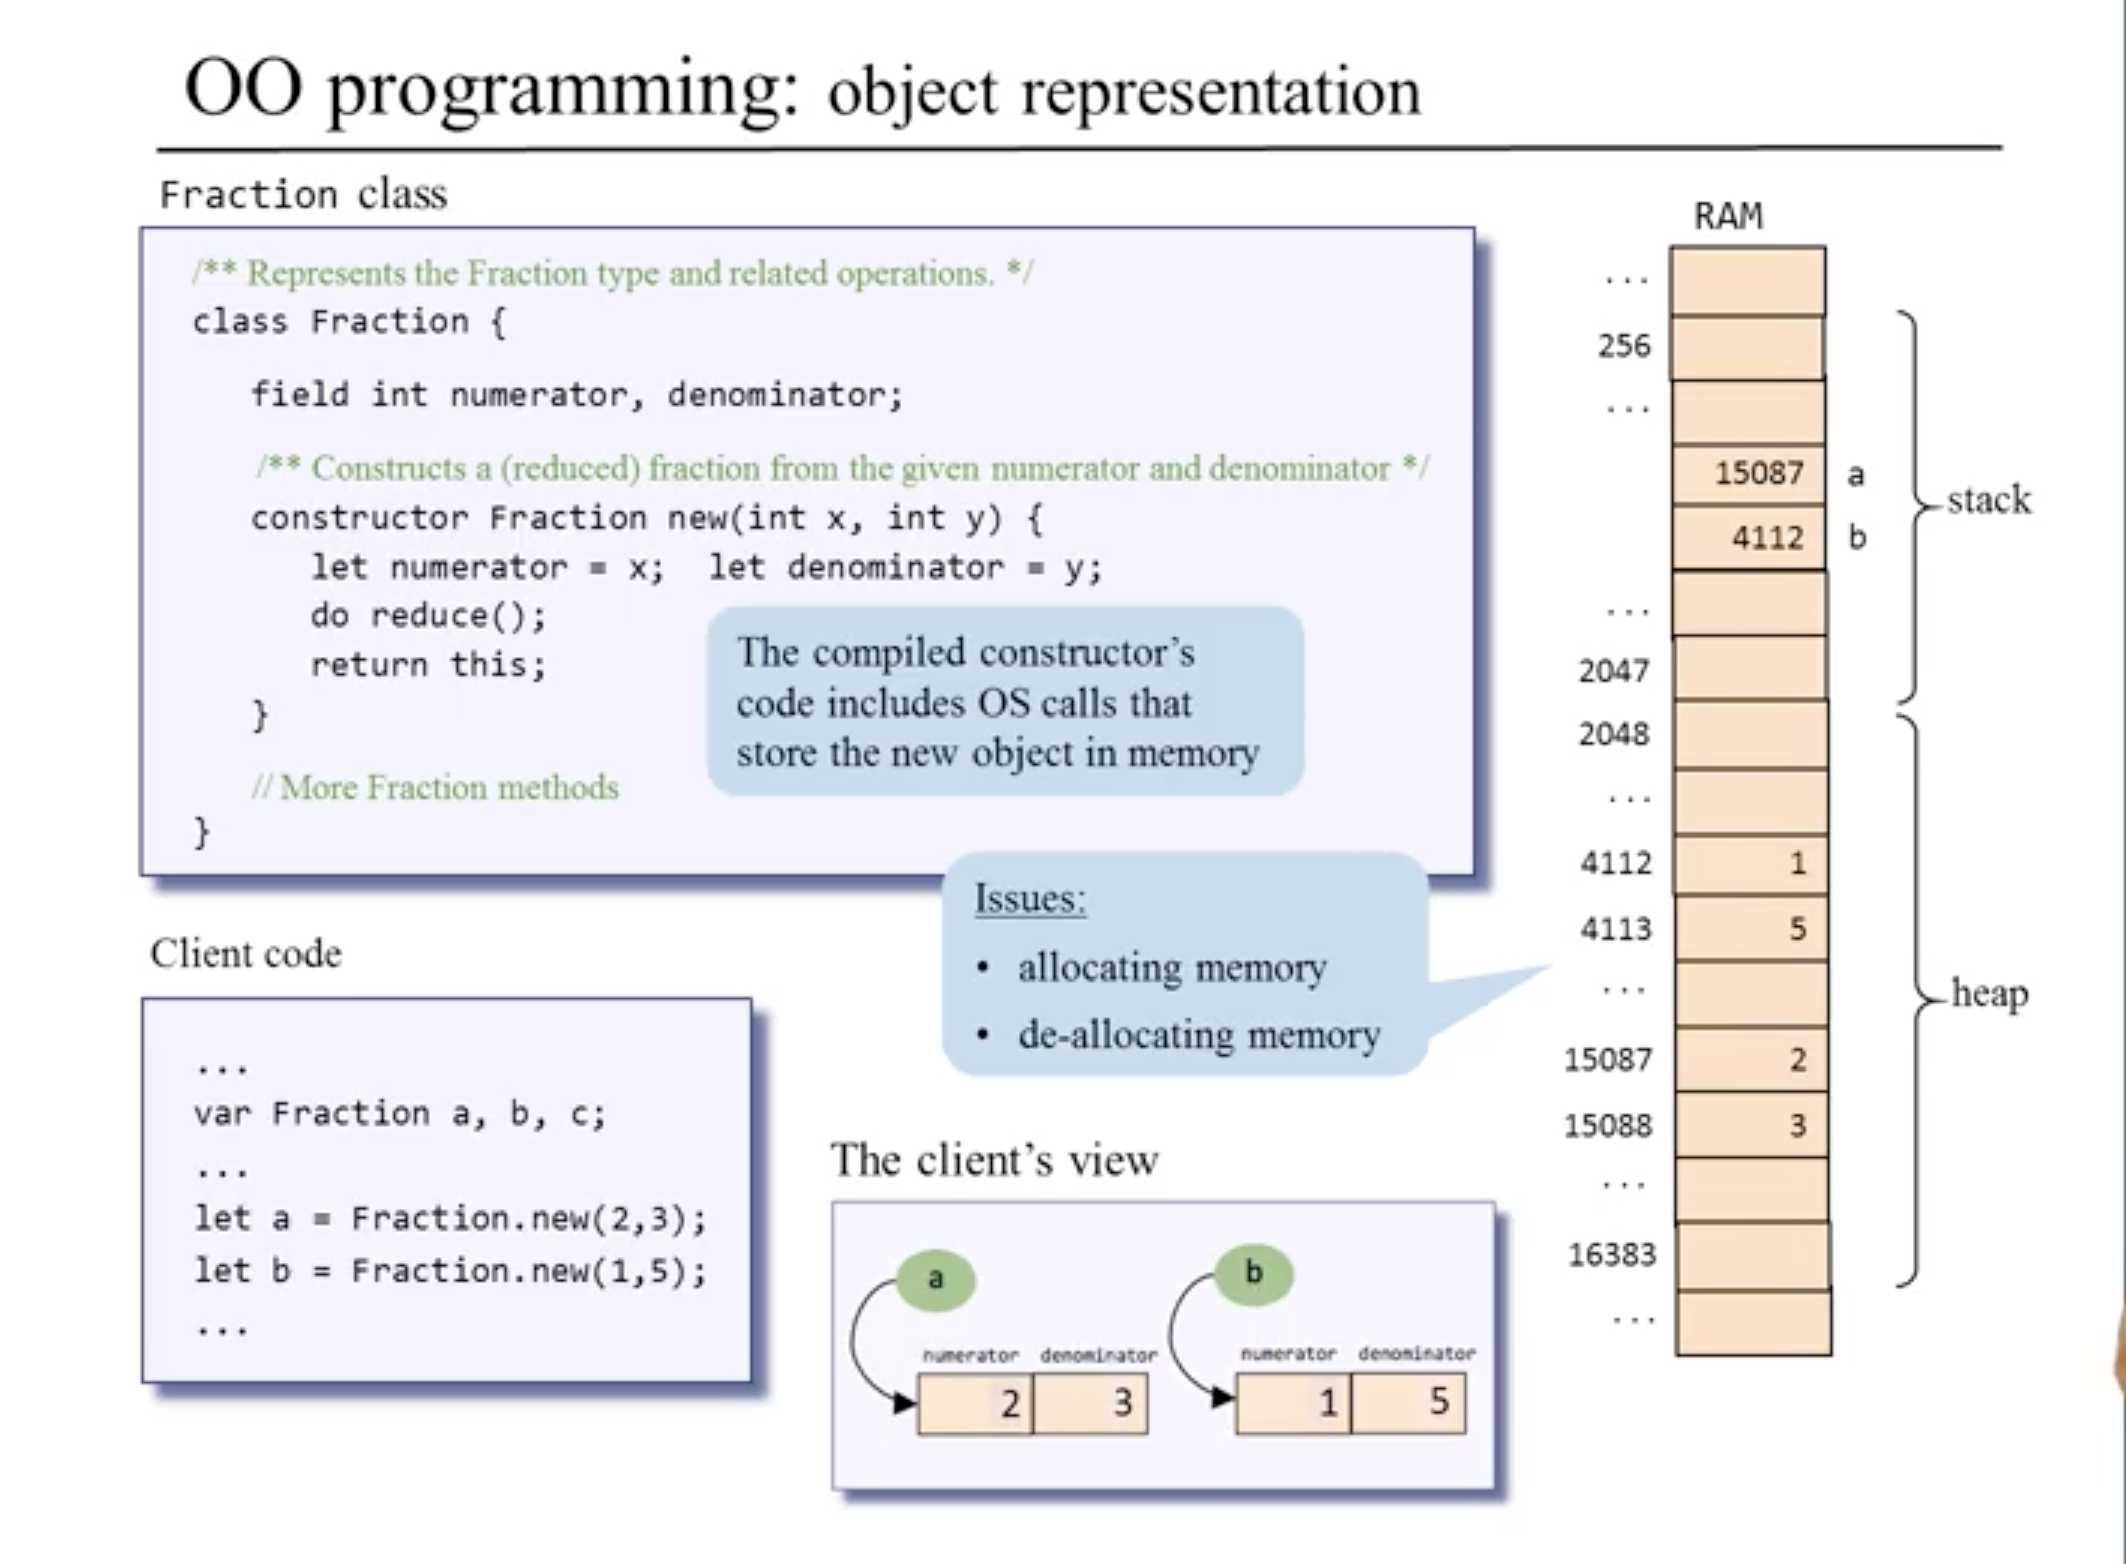 OO programming: object representation
Fraction class
/** Represents the Fraction type and related operations. */
class Fraction {
field int numerator, denominator;
/** Constructs a (reduced) fraction from the given numerator and denominator */
constructor Fraction new(int x, int y) {
let numerator = x; let denominator = y;
do reduce();
return this;
}
// More Fraction methods
}
The compiled constructor's
code includes OS calls that
store the new object in memory
Issues:
• allocating memory
• de-allocating memory
Client code
...
var Fraction a, b, c;
...
let a = Fraction.new(2,3);
let b = Fraction.new(1,5);
...
The client's view
a
numerator denominator
2 3
b
numerator denominator
1 5
RAM
...
256
...
15087 a
4112 b
...
2047
stack
2048
...
4112 1
4113 5
...
15087 2
15088 3
...
16383
heap
...